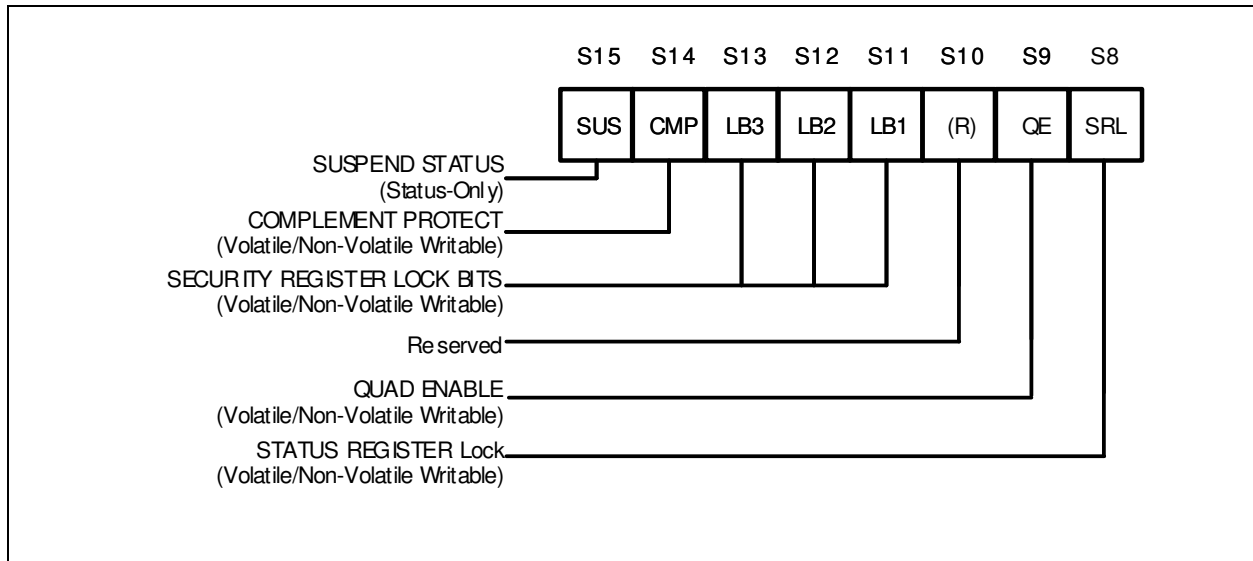 S15 S14 S13 S12 S11 S10 S9 S8
SUS CMP LB3 LB2 LB1 (R) QE SRL
SUSPEND STATUS
(Status-Only)
COMPLEMENT PROTECT
(Volatile/Non-Volatile Writable)
SECURITY REGISTER LOCK BITS
(Volatile/Non-Volatile Writable)
Reserved
QUAD ENABLE
(Volatile/Non-Volatile Writable)
STATUS REGISTER Lock
(Volatile/Non-Volatile Writable)